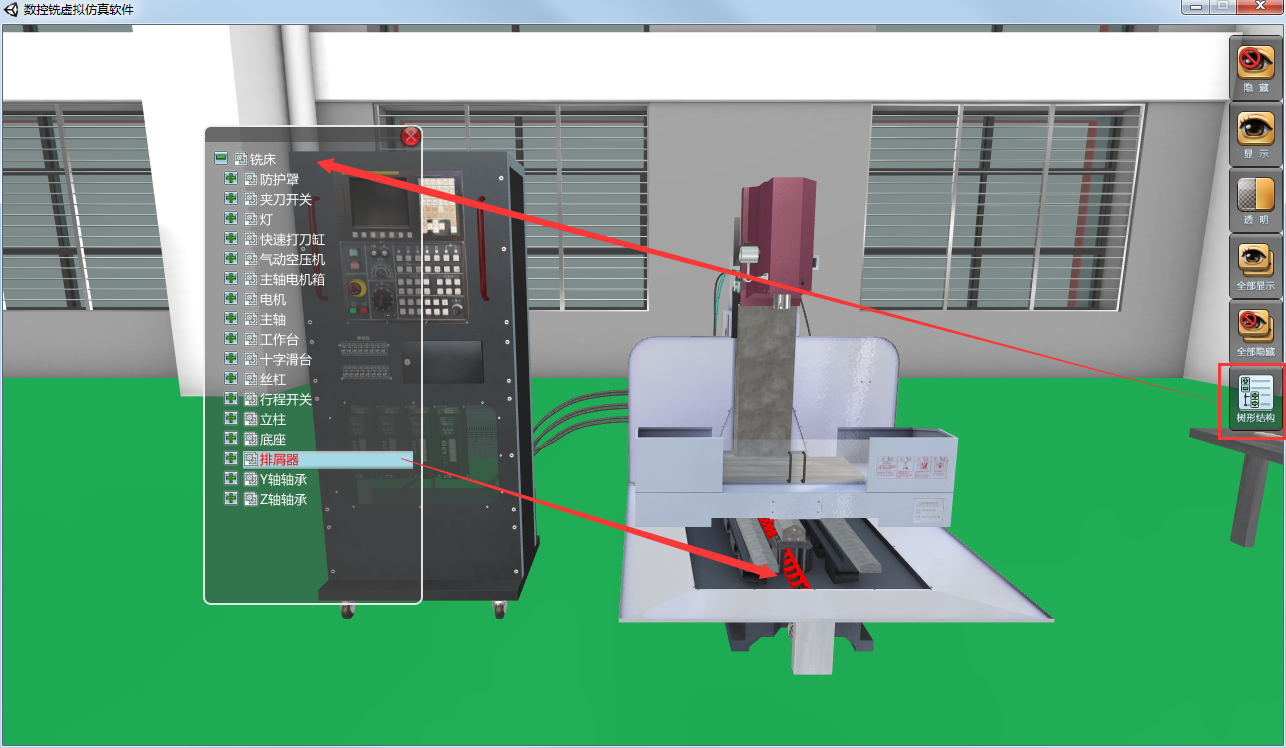 数控铣虚拟仿真软件
铣床
防护罩
夹刀开关
灯
快速打刀缸
气动空压机
主轴电机箱
电机
主轴
工作台
十字滑台
丝杠
行程开关
立柱
底座
排屑器
Y轴轴承
Z轴轴承
隐 藏
显 示
透 明
全部显示
全部隐藏
树形结构